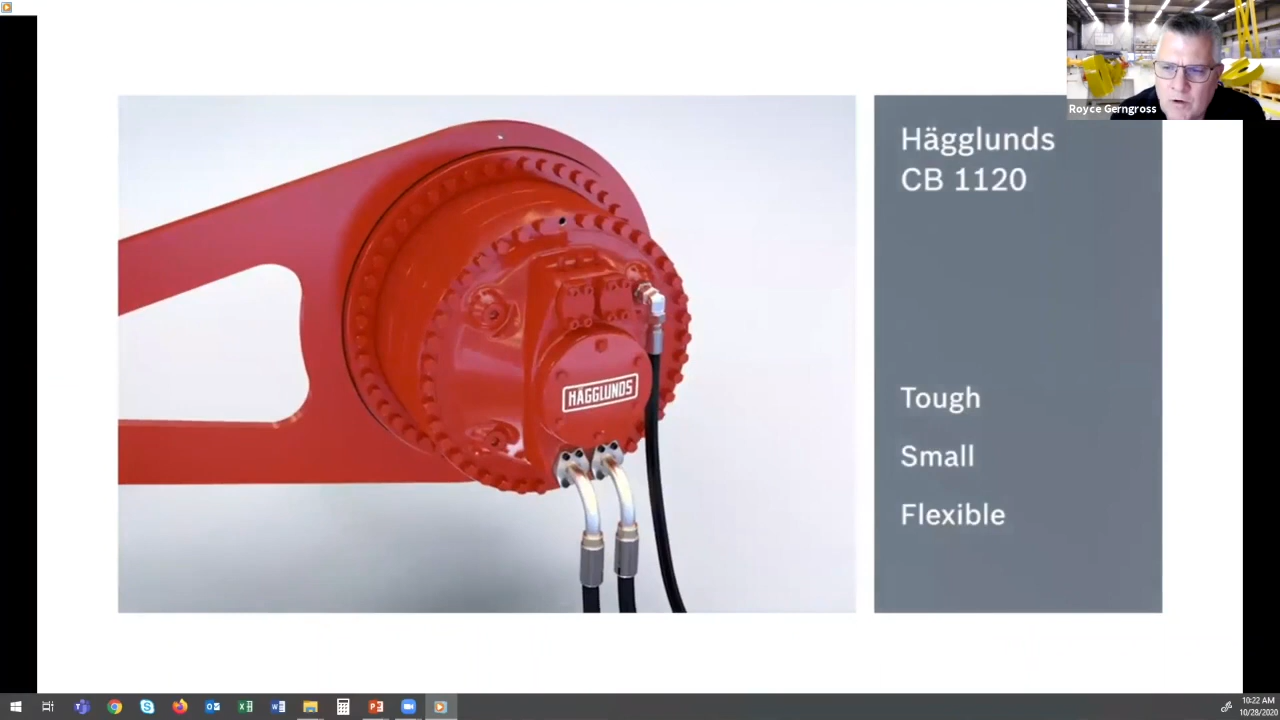 Royce Gerngross
Hägglunds
CB 1120
HÄGGLUNDS
Tough
Small
Flexible
10:22 AM
10/28/2020